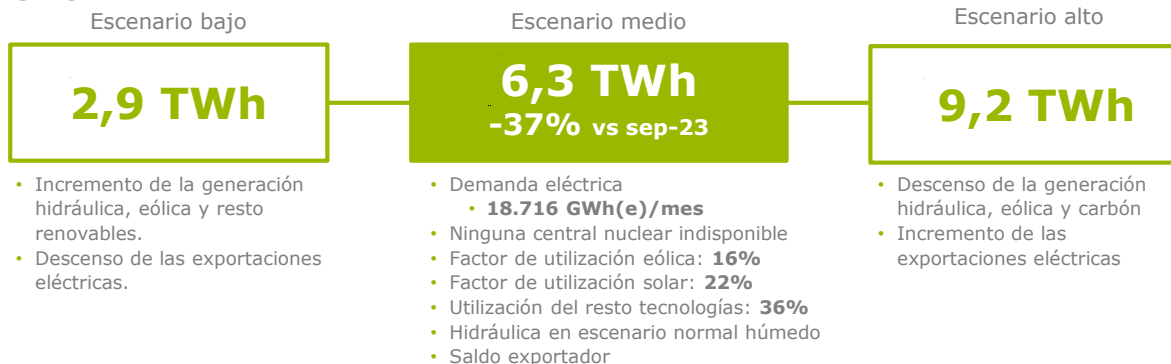 Escenario bajo
2,9 TWh
• Incremento de la generación
hidráulica, eólica y resto
renovables.
• Descenso de las exportaciones
eléctricas.
Escenario medio
6,3 TWh
-37% vs sep-23
• Demanda eléctrica
• 18.716 GWh(e)/mes
• Ninguna central nuclear indisponible
• Factor de utilización eólica: 16%
• Factor de utilización solar: 22%
• Utilización del resto tecnologías: 36%
• Hidráulica en escenario normal húmedo
• Saldo exportador
Escenario alto
9,2 TWh
• Descenso de la generación
hidráulica, eólica y carbón
• Incremento de las
exportaciones eléctricas